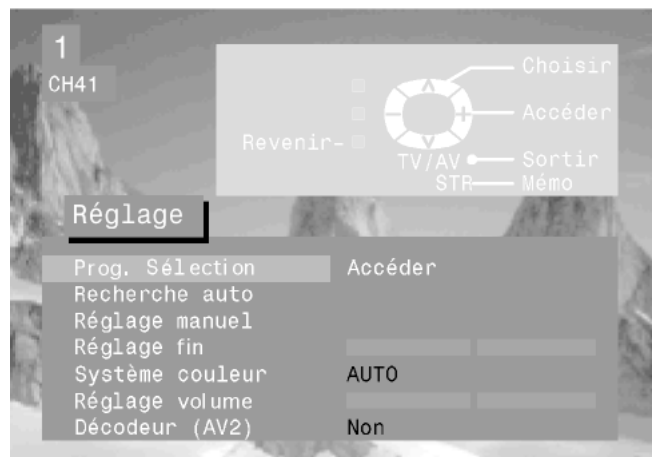 1
CH41
Choisir
Accéder
Revenir-
TV/AV
Sortir
STR
Mémo
Réglage
Prog. Sélection Accéder
Recherche auto
Réglage manuel
Réglage fin
Système couleur AUTO
Réglage volume
Décodeur (AV2) Non